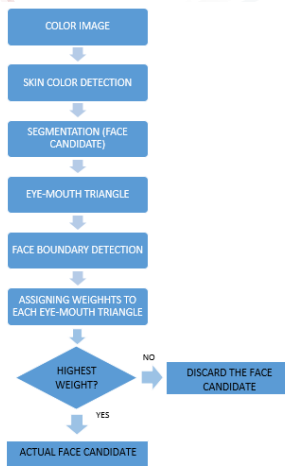 COLOR IMAGE
SKIN COLOR DETECTION
SEGMENTATION (FACE
CANDIDATE)
EYE-MOUTH TRIANGLE
FACE BOUNDARY DETECTION
ASSIGNING WEIGHHTS TO
EACH EYE-MOUTH TRIANGLE
HIGHEST
WEIGHT?
NO
DISCARD THE FACE
CANDIDATE
YES
ACTUAL FACE CANDIDATE